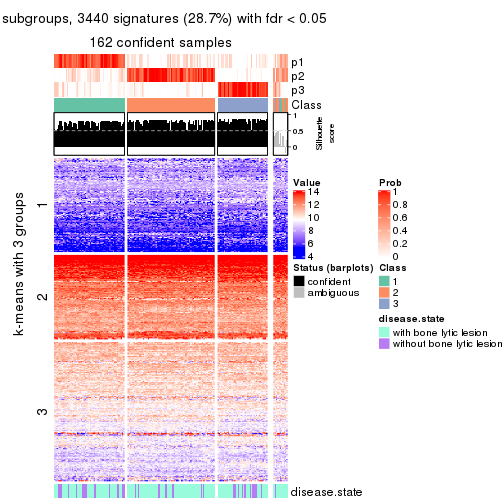 subgroups, 3440 signatures (28.7%) with fdr < 0.05
162 confident samples
p1
p2
p3
Class
1
0.5
0
Silhouette
score
k-means with 3 groups
1
2
3
Value
14
12
10
8
6
4
Prob
1
0.8
0.6
0.4
0.2
0
Status (barplots)
confident
ambiguous
Class
1
2
3
disease.state
with bone lytic lesion
without bone lytic lesion
disease.state